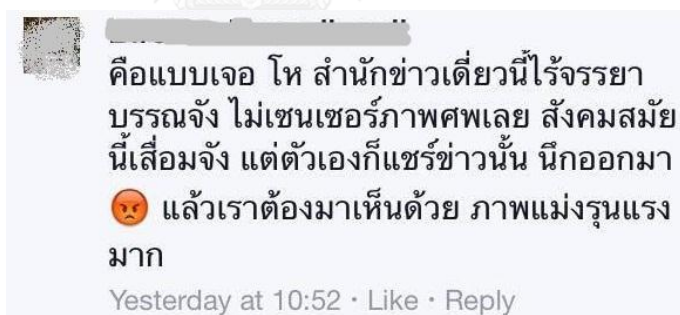 คือแบบเจอ โห สำนักข่าวเดี่ยวนี้ไร้จรรยา
บรรณจัง ไม่เซนเซอร์ภาพศพเลย สังคมสมัย
นี้เสื่อมจัง แต่ตัวเองก็แชร์ข่าวนั้น นึกออกมา
😡 แล้วเราต้องมาเห็นด้วย ภาพแม่งรุนแรง
มาก
Yesterday at 10:52 · Like · Reply